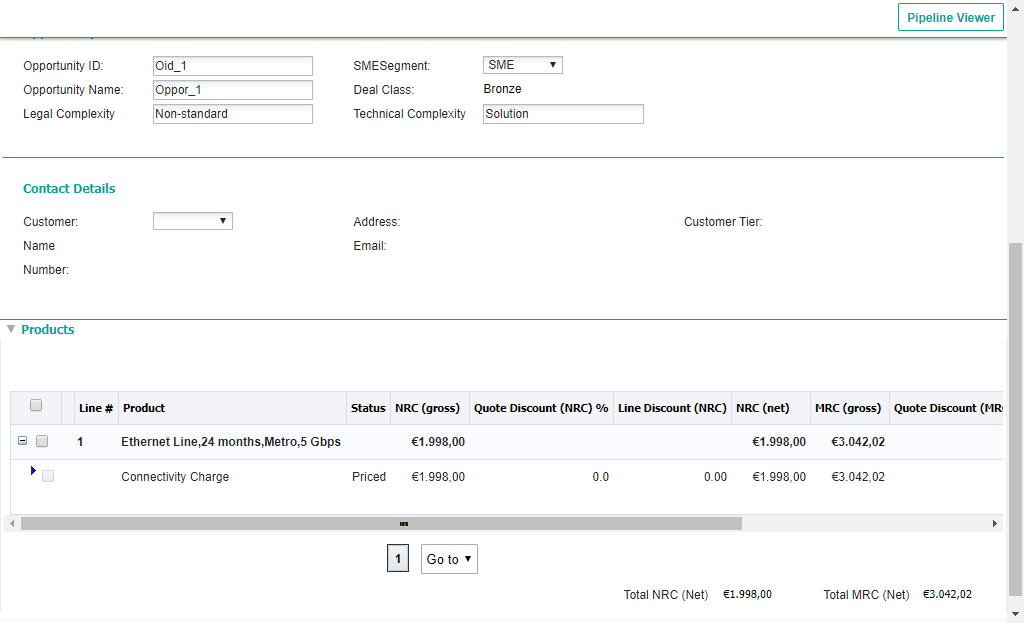 Pipeline Viewer
Opportunity ID: Oid_1 SMESegment: SME
Opportunity Name: Oppor_1 Deal Class: Bronze
Legal Complexity Non-standard Technical Complexity Solution
Contact Details
Customer: Address: Customer Tier:
Name Email:
Number:
Products
Line # Product Status NRC (gross) Quote Discount (NRC) % Line Discount (NRC) NRC (net) MRC (gross) Quote Discount (MR
1 Ethernet Line,24 months,Metro,5 Gbps €1.998,00 €1.998,00 €3.042,02
Connectivity Charge Priced €1.998,00 0.0 0.00 €1.998,00 €3.042,02
1 Go to
Total NRC (Net) €1.998,00 Total MRC (Net) €3.042,02